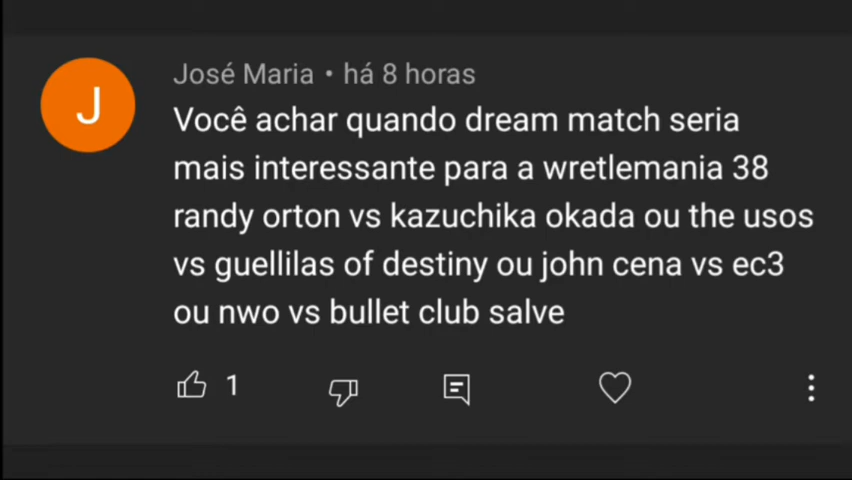 J
José Maria • há 8 horas
Você achar quando dream match seria
mais interessante para a wretlemania 38
randy orton vs kazuchika okada ou the usos
vs guellilas of destiny ou john cena vs ec3
ou nwo vs bullet club salve
1